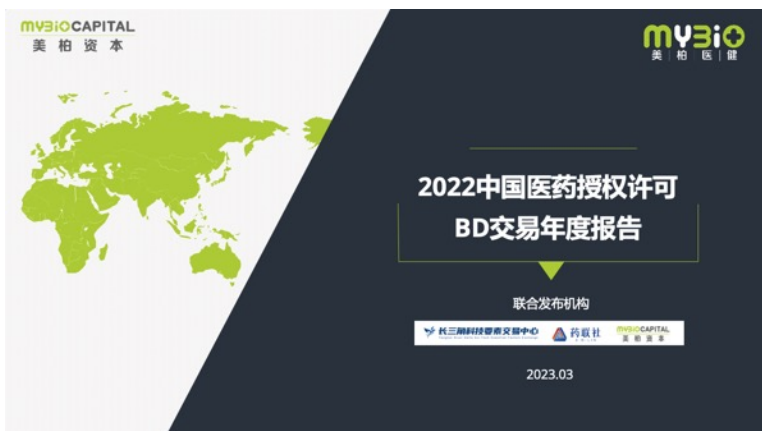 MYBIOCAPITAL
美柏资本
MYBIO
美|柏|医|健
2022中国医药授权许可
BD交易年度报告
联合发布机构
长三角科技要素交易中心
药联社
MYBIOCAPITAL
美柏资本
2023.03